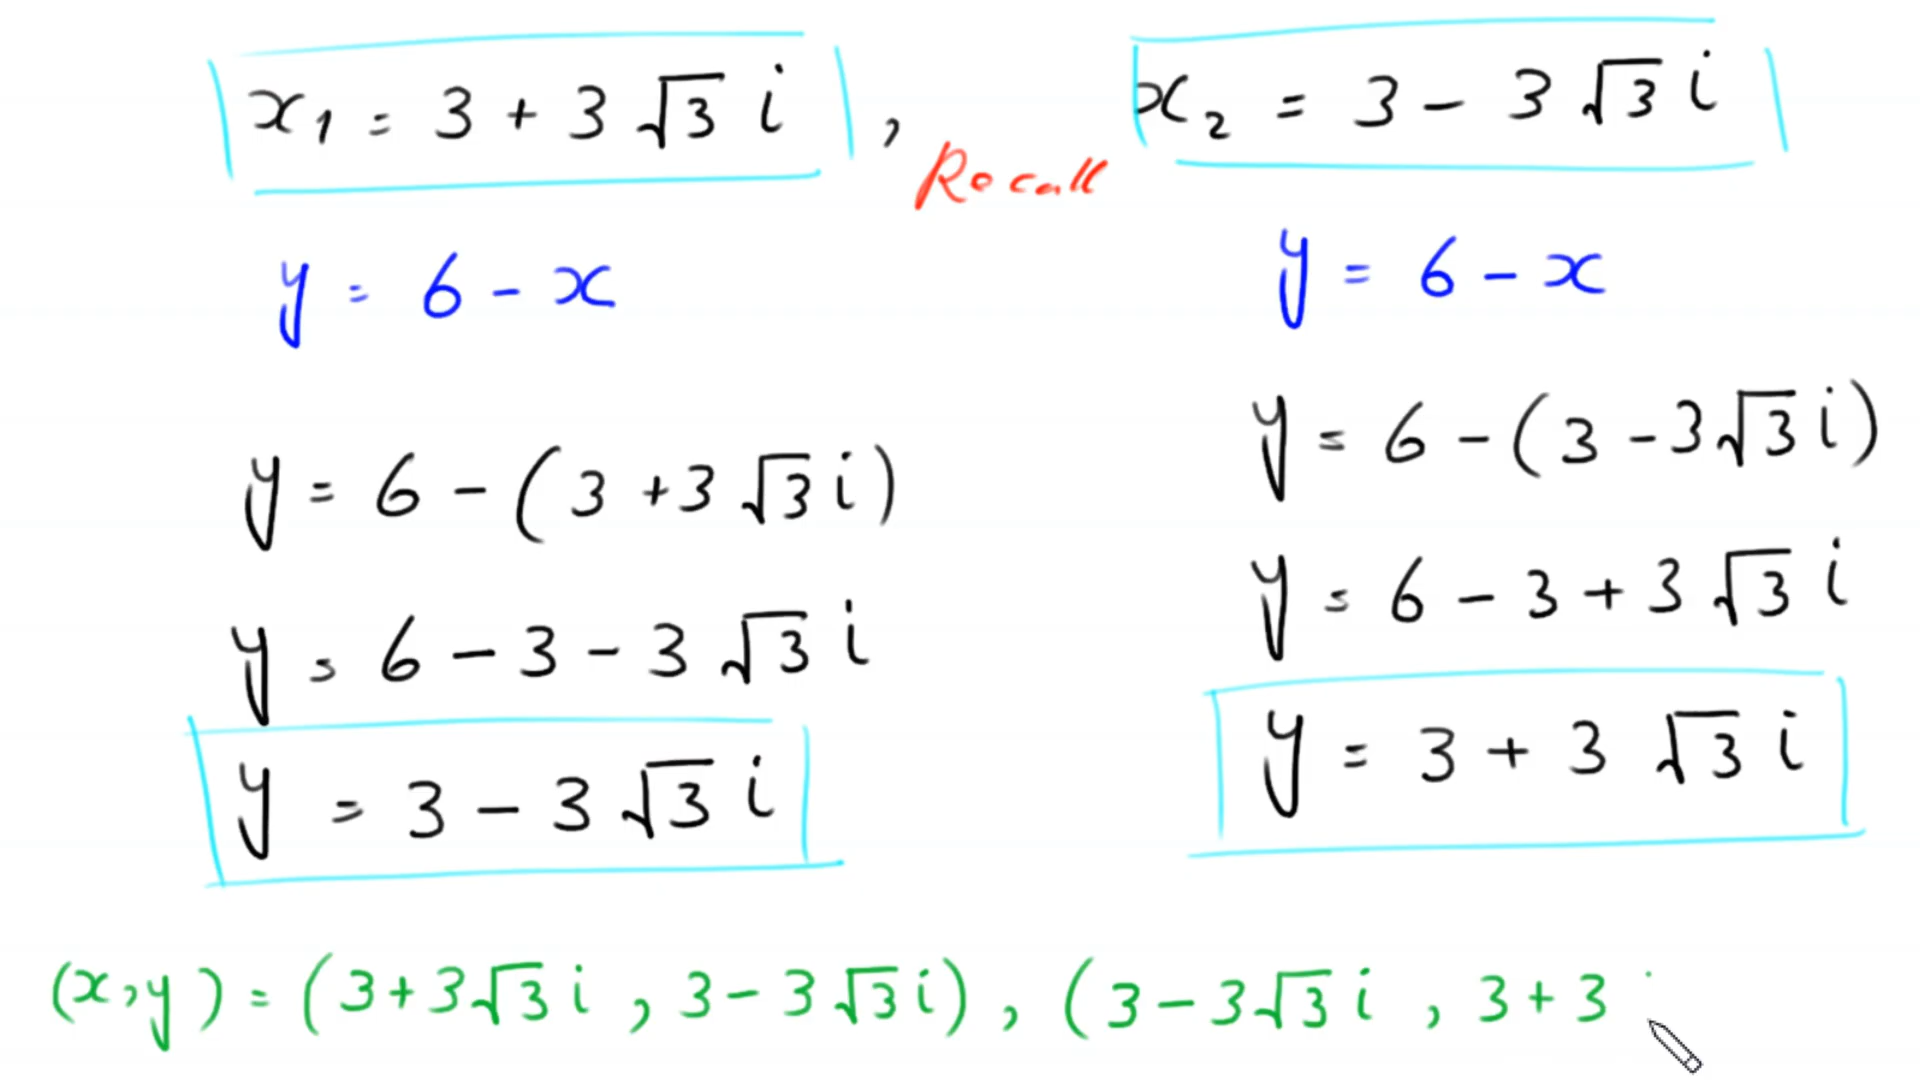 x₁ = 3 + 3√3 i , x₂ = 3 - 3√3 i
Recall
y = 6 - x
y = 6 - (3 + 3√3 i)
y = 6 - 3 - 3√3 i
y = 3 - 3√3 i
y = 6 - x
y = 6 - (3 - 3√3 i)
y = 6 - 3 + 3√3 i
y = 3 + 3√3 i
(x, y) = (3 + 3√3 i , 3 - 3√3 i) , (3 - 3√3 i , 3 + 3